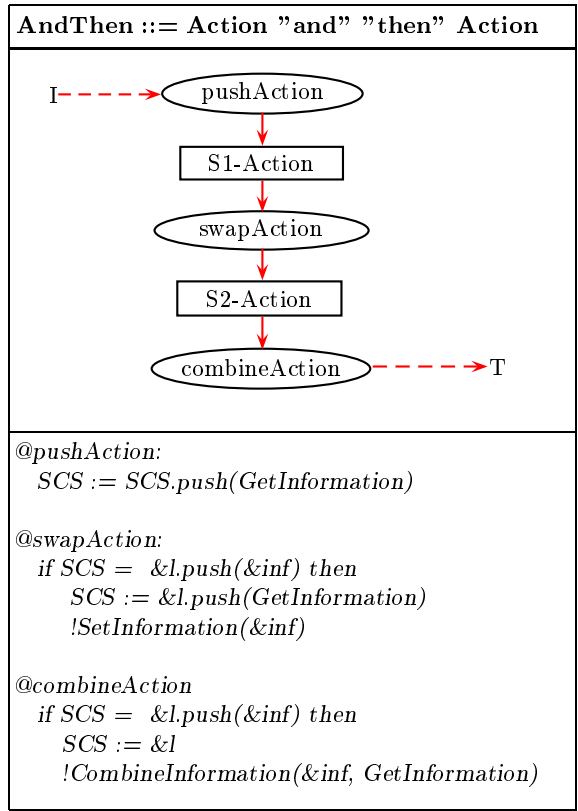 AndThen ::= Action ”and” ”then” Action
I
pushAction
S1-Action
swapAction
S2-Action
combineAction
T
@pushAction:
SCS := SCS.push(GetInformation)
@swapAction:
if SCS = &l.push(&inf) then
SCS := &l.push(GetInformation)
!SetInformation(&inf)
@combineAction
if SCS = &l.push(&inf) then
SCS := &l
!CombineInformation(&inf, GetInformation)